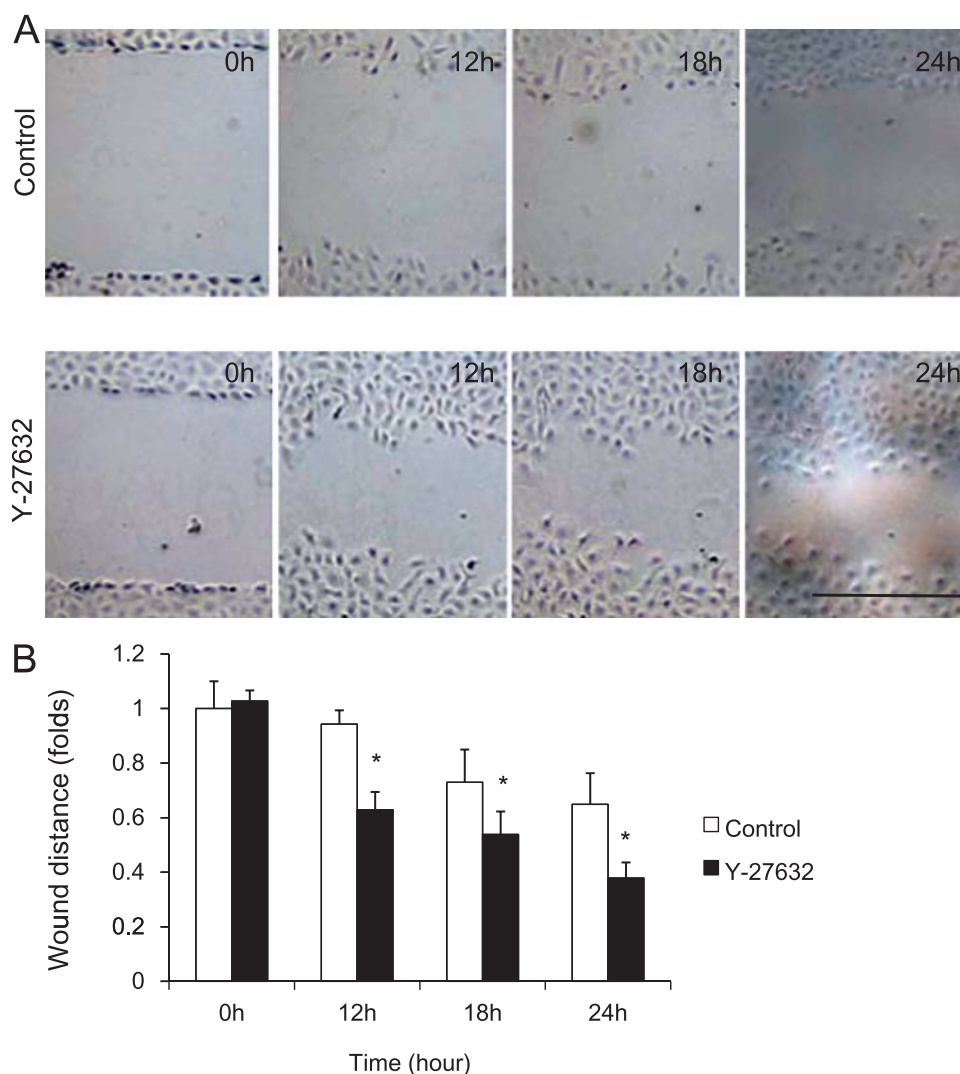 A
Control
0h
12h
18h
24h
Y-27632
0h
12h
18h
24h
B
Wound distance (folds)
1.2
1
0.8
0.6
0.4
0.2
0
*
*
*
0h
12h
18h
24h
Time (hour)
Control
Y-27632